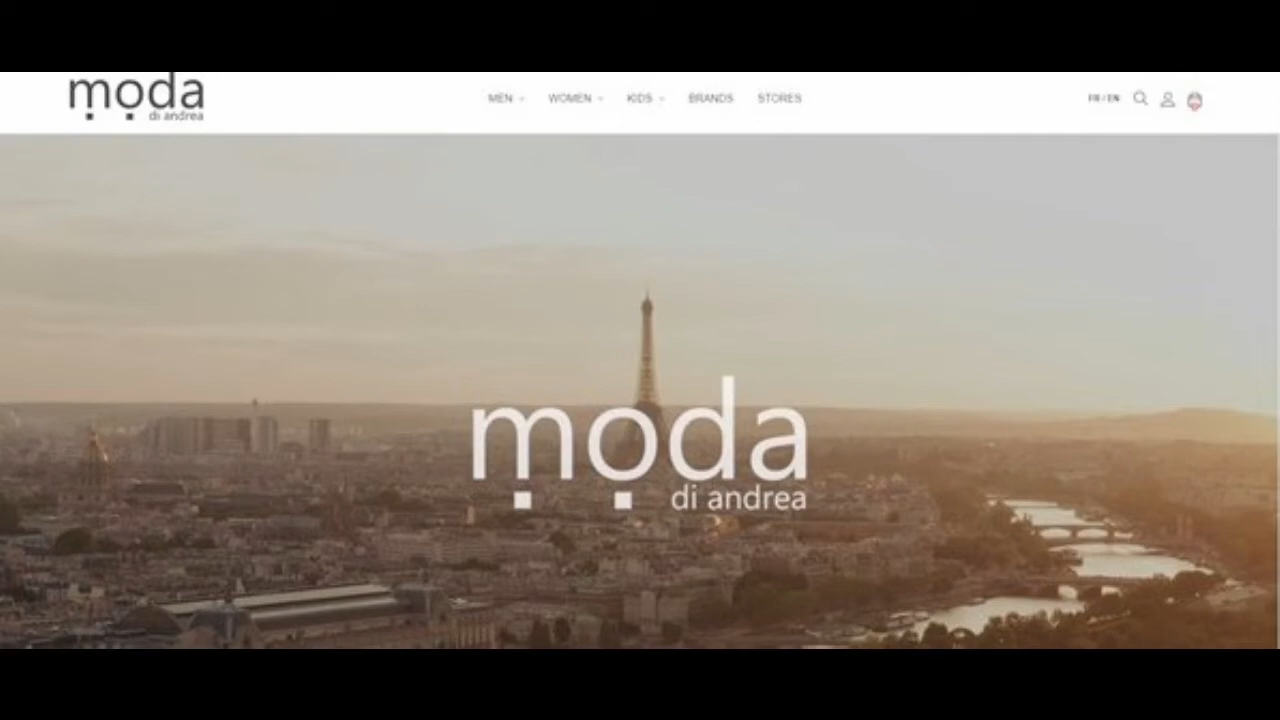 moda
di andrea
MEN WOMEN KIDS BRANDS STORES
FR / EN
moda
di andrea